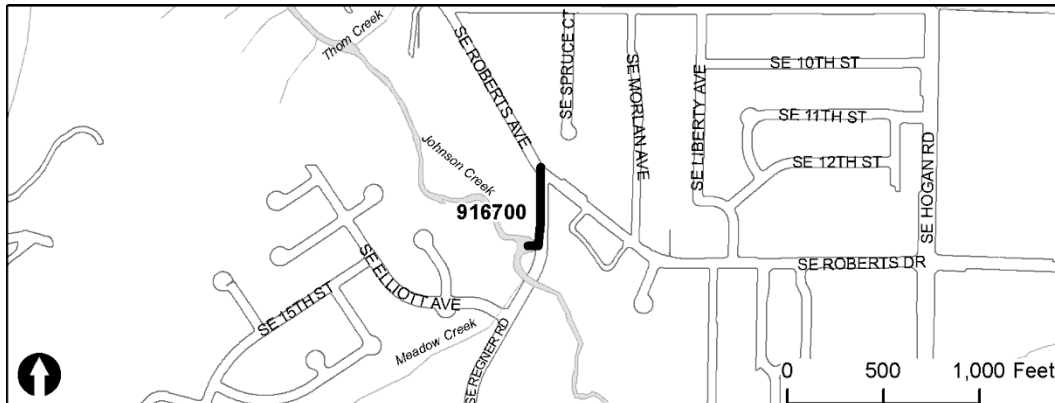 Thom Creek
SE ROBERTS AVE
SE SPRUCE CT
SE MORLAN AVE
SE LIBERTY AVE
SE 10TH ST
SE 11TH ST
SE 12TH ST
SE HOGAN RD
Johnson Creek
916700
SE ROBERTS DR
SE ELLIOTT AVE
SE 15TH ST
Meadow Creek
SE REGNER RD
0 500 1,000 Feet